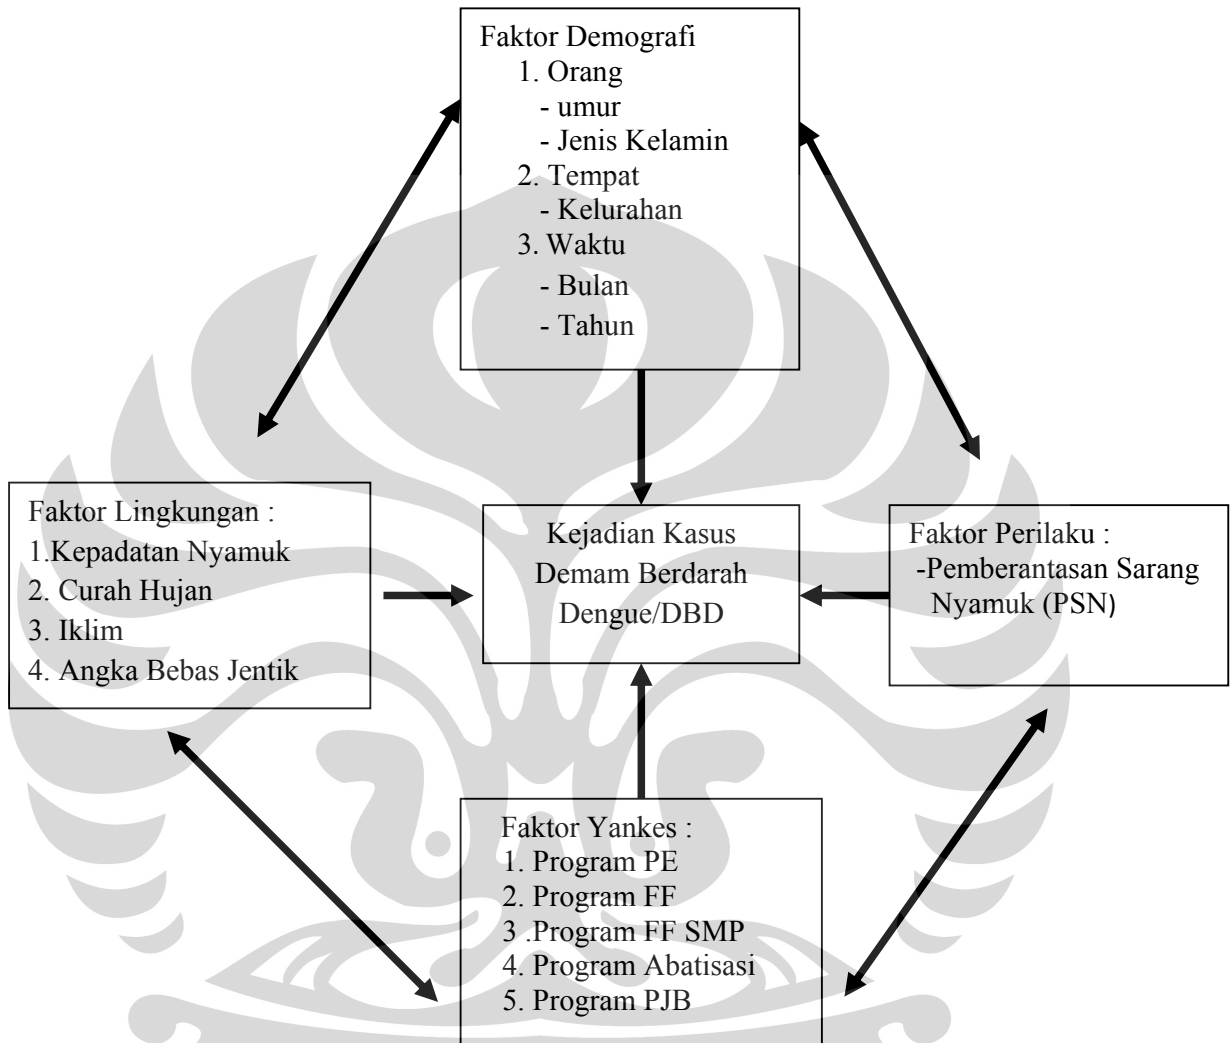 Faktor Demografi
1. Orang
- umur
- Jenis Kelamin
2. Tempat
- Kelurahan
3. Waktu
- Bulan
- Tahun
Faktor Lingkungan :
1.Kepadatan Nyamuk
2. Curah Hujan
3. Iklim
4. Angka Bebas Jentik
Kejadian Kasus
Demam Berdarah
Dengue/DBD
Faktor Perilaku :
-Pemberantasan Sarang
Nyamuk (PSN)
Faktor Yankes :
1. Program PE
2. Program FF
3 .Program FF SMP
4. Program Abatisasi
5. Program PJB